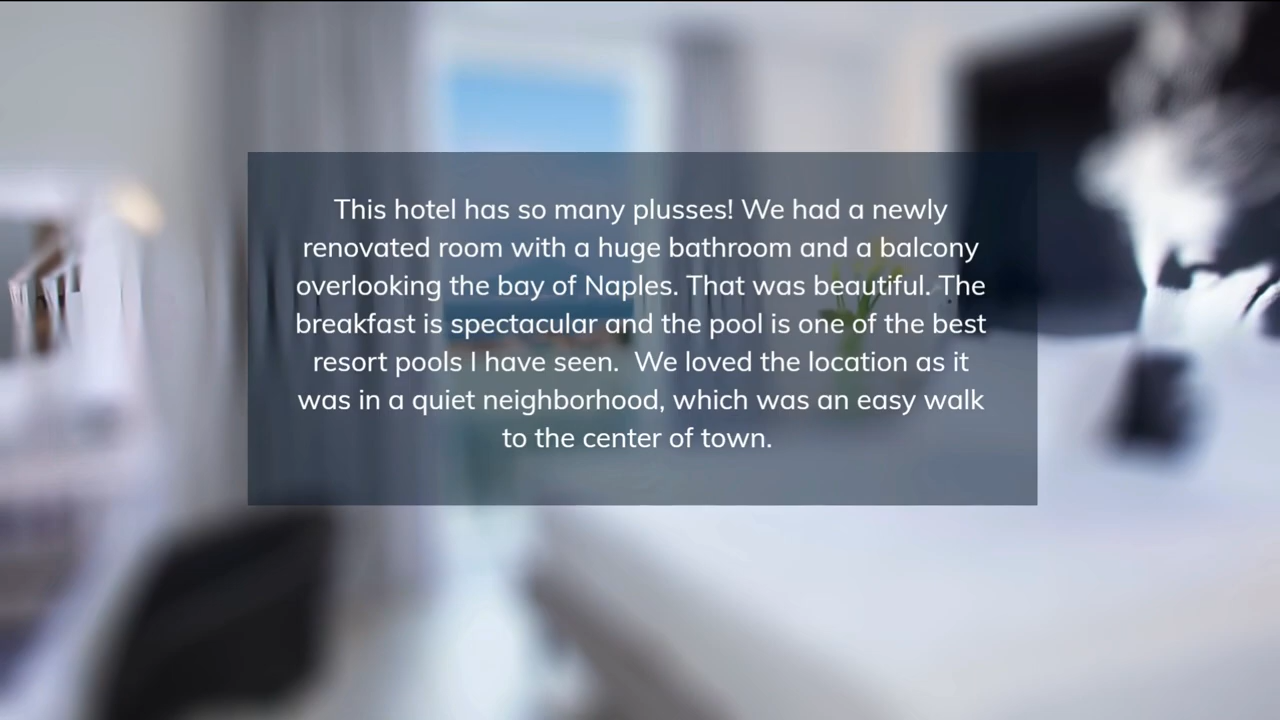 This hotel has so many plusses! We had a newly
renovated room with a huge bathroom and a balcony
overlooking the bay of Naples. That was beautiful. The
breakfast is spectacular and the pool is one of the best
resort pools I have seen.  We loved the location as it
was in a quiet neighborhood, which was an easy walk
to the center of town.